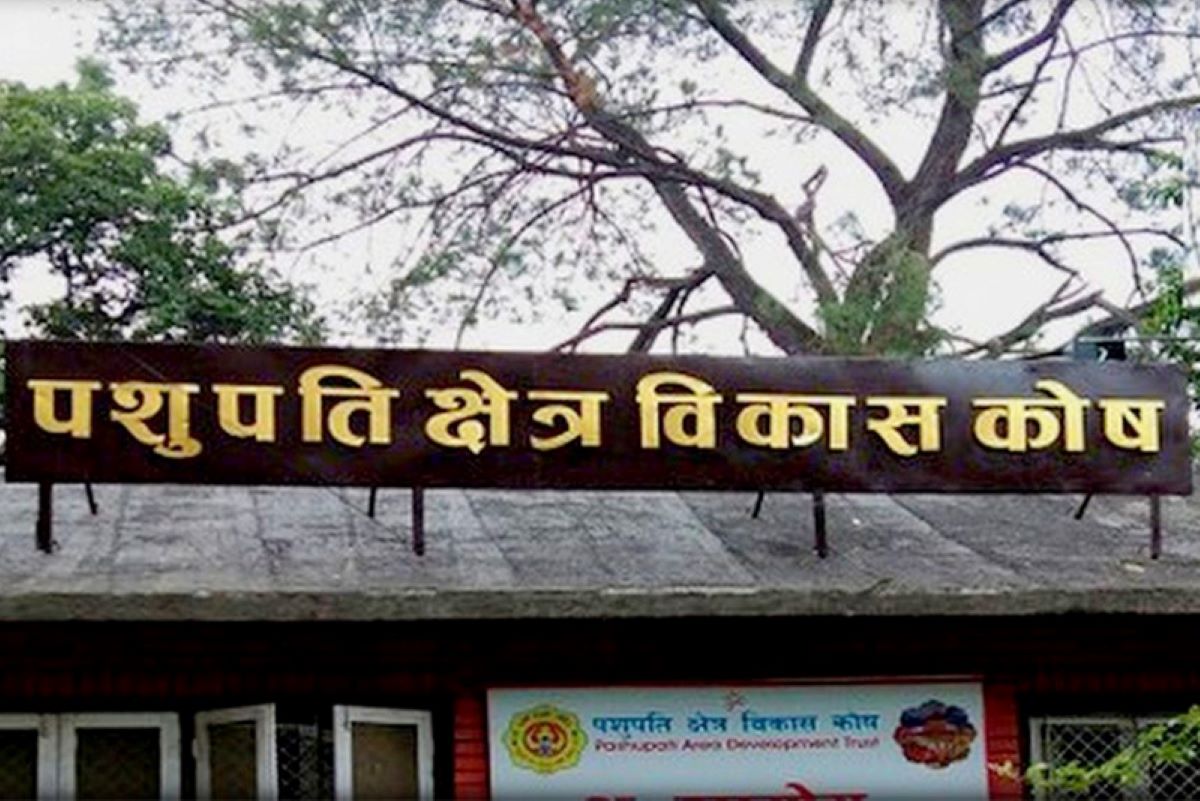 पशुपति क्षेत्र विकास कोष
पशुपति क्षेत्र विकास कोष
Pashupati Area Development Trust